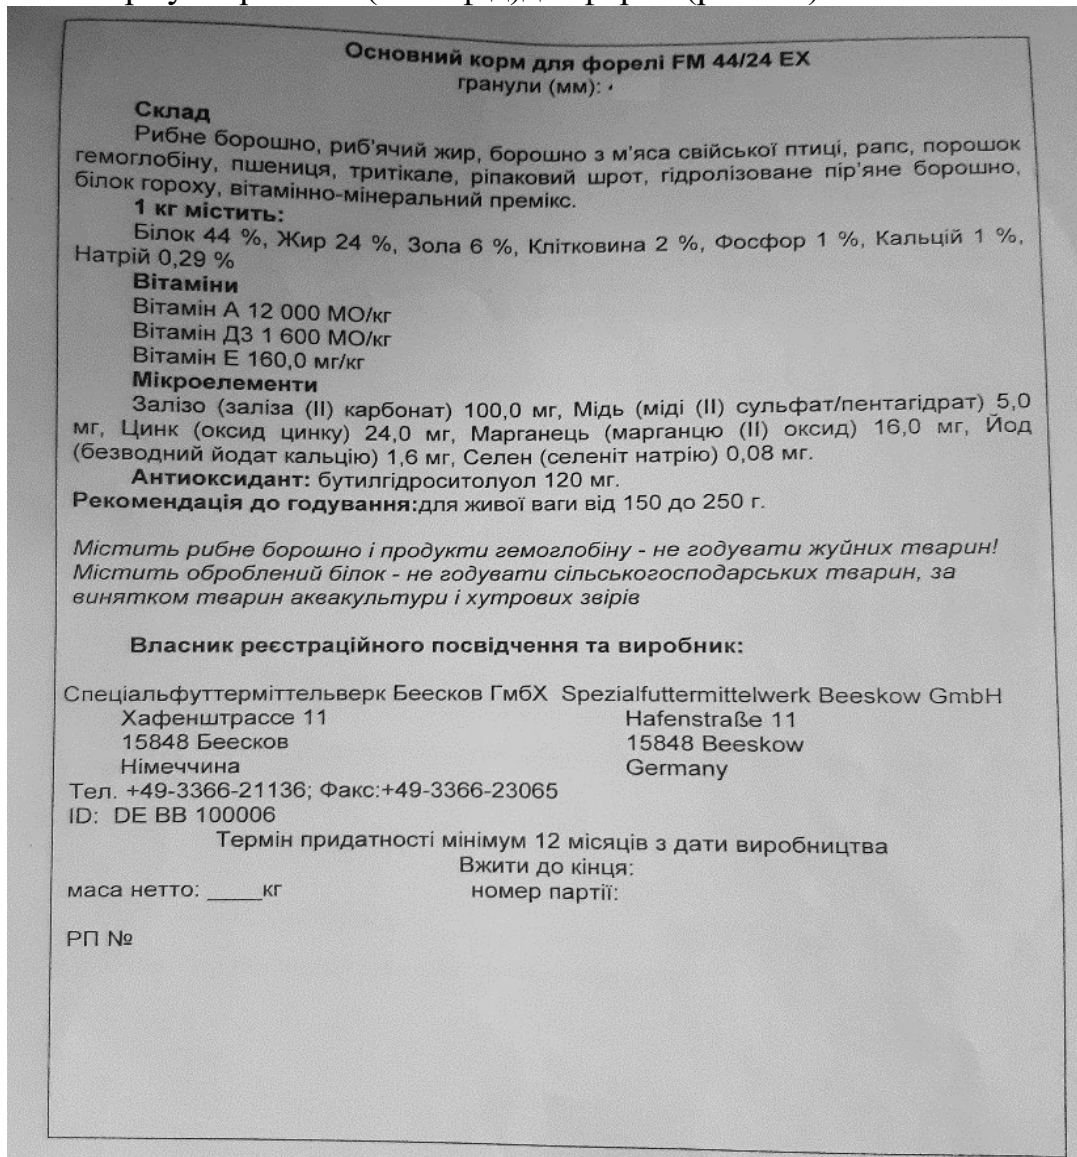 Основний корм для форелі FM 44/24 EX
гранули (мм):
Склад
Рибне борошно, риб'ячий жир, борошно з м'яса свійської птиці, рапс, порошок
гемоглобіну, пшениця, тритікале, ріпаковий шрот, гідролізоване пір'яне борошно,
білок гороху, вітамінно-мінеральний премікс.
1 кг містить:
Білок 44 %, Жир 24 %, Зола 6 %, Клітковина 2 %, Фосфор 1 %, Кальцій 1 %,
Натрій 0,29 %
Вітаміни
Вітамін А 12 000 МО/кг
Вітамін Д3 1 600 МО/кг
Вітамін Е 160,0 мг/кг
Мікроелементи
Залізо (заліза (II) карбонат) 100,0 мг, Мідь (міді (II) сульфат/пентагідрат) 5,0
мг, Цинк (оксид цинку) 24,0 мг, Марганець (марганцю (II) оксид) 16,0 мг, Йод
(безводний йодат кальцію) 1,6 мг, Селен (селеніт натрію) 0,08 мг.
Антиоксидант: бутилгідроситолуол 120 мг.
Рекомендація до годування:для живої ваги від 150 до 250 г.
Містить рибне борошно і продукти гемоглобіну - не годувати жуйних тварин!
Містить оброблений білок - не годувати сільськогосподарських тварин, за
винятком тварин аквакультури і хутрових звірів
Власник реєстраційного посвідчення та виробник:
Спеціальфуттерміттельверк Беесков ГмбХ Spezialfuttermittelwerk Beeskow GmbH
Хафенштрассе 11 Hafenstraße 11
15848 Беесков 15848 Beeskow
Німеччина Germany
Тел. +49-3366-21136; Факс:+49-3366-23065
ID: DE BB 100006
Термін придатності мінімум 12 місяців з дати виробництва
Вжити до кінця:
маса нетто: _____кг номер партії:
РП №